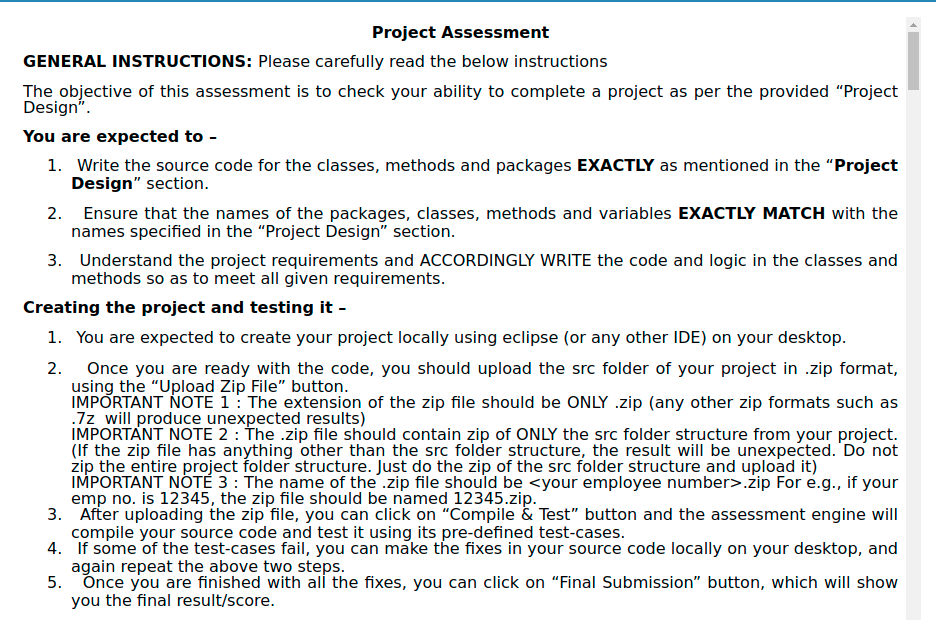 Project Assessment
GENERAL INSTRUCTIONS: Please carefully read the below instructions
The objective of this assessment is to check your ability to complete a project as per the provided “Project
Design”.
You are expected to –
1. Write the source code for the classes, methods and packages EXACTLY as mentioned in the “Project
Design” section.
2. Ensure that the names of the packages, classes, methods and variables EXACTLY MATCH with the
names specified in the “Project Design” section.
3. Understand the project requirements and ACCORDINGLY WRITE the code and logic in the classes and
methods so as to meet all given requirements.
Creating the project and testing it –
1. You are expected to create your project locally using eclipse (or any other IDE) on your desktop.
2. Once you are ready with the code, you should upload the src folder of your project in .zip format,
using the “Upload Zip File” button.
IMPORTANT NOTE 1 : The extension of the zip file should be ONLY .zip (any other zip formats such as
.7z will produce unexpected results)
IMPORTANT NOTE 2 : The .zip file should contain zip of ONLY the src folder structure from your project.
(If the zip file has anything other than the src folder structure, the result will be unexpected. Do not
zip the entire project folder structure. Just do the zip of the src folder structure and upload it)
IMPORTANT NOTE 3 : The name of the .zip file should be <your employee number>.zip For e.g., if your
emp no. is 12345, the zip file should be named 12345.zip.
3. After uploading the zip file, you can click on “Compile & Test” button and the assessment engine will
compile your source code and test it using its pre-defined test-cases.
4. If some of the test-cases fail, you can make the fixes in your source code locally on your desktop, and
again repeat the above two steps.
5. Once you are finished with all the fixes, you can click on “Final Submission” button, which will show
you the final result/score.